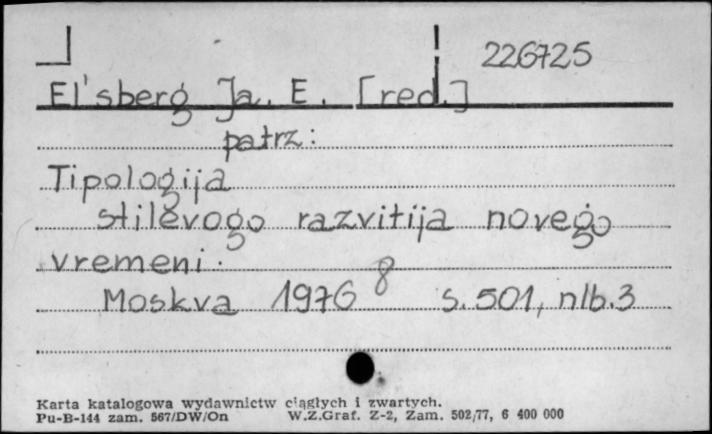 226725
El'sberg Ja. E. [red.]
patrz:
Tipologija
stilevogo razvitija novego
vremeni.
Moskva 1976 8 s. 501, nlb. 3
Karta katalogowa wydawnictw ciągłych i zwartych.
Pu-B-144 zam. 567/DW/On W.Z.Graf. Z-2, Zam. 502/77, 6 400 000